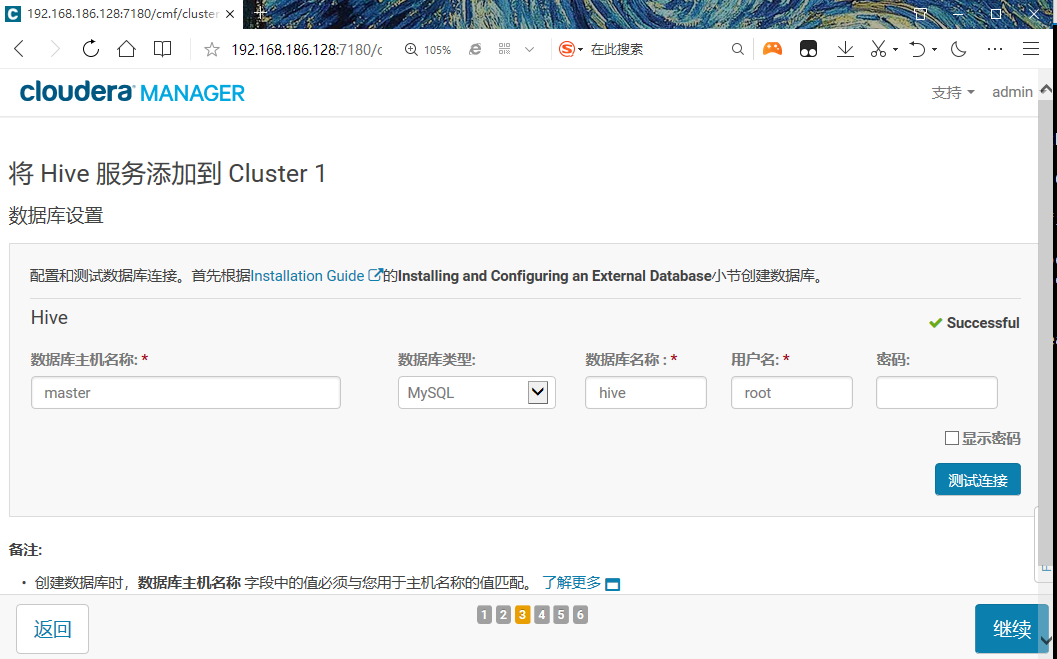 192.168.186.128:7180/cmf/cluster
192.168.186.128:7180/c 105% 在此搜索
cloudera MANAGER 支持 admin
将 Hive 服务添加到 Cluster 1
数据库设置
配置和测试数据库连接。首先根据Installation Guide 的Installing and Configuring an External Database小节创建数据库。
Hive
Successful
数据库主机名称: * 数据库类型: 数据库名称 : * 用户名: * 密码:
master MySQL hive root
显示密码
测试连接
备注:
• 创建数据库时，数据库主机名称 字段中的值必须与您用于主机名称的值匹配。 了解更多
返回 1 2 3 4 5 6 继续